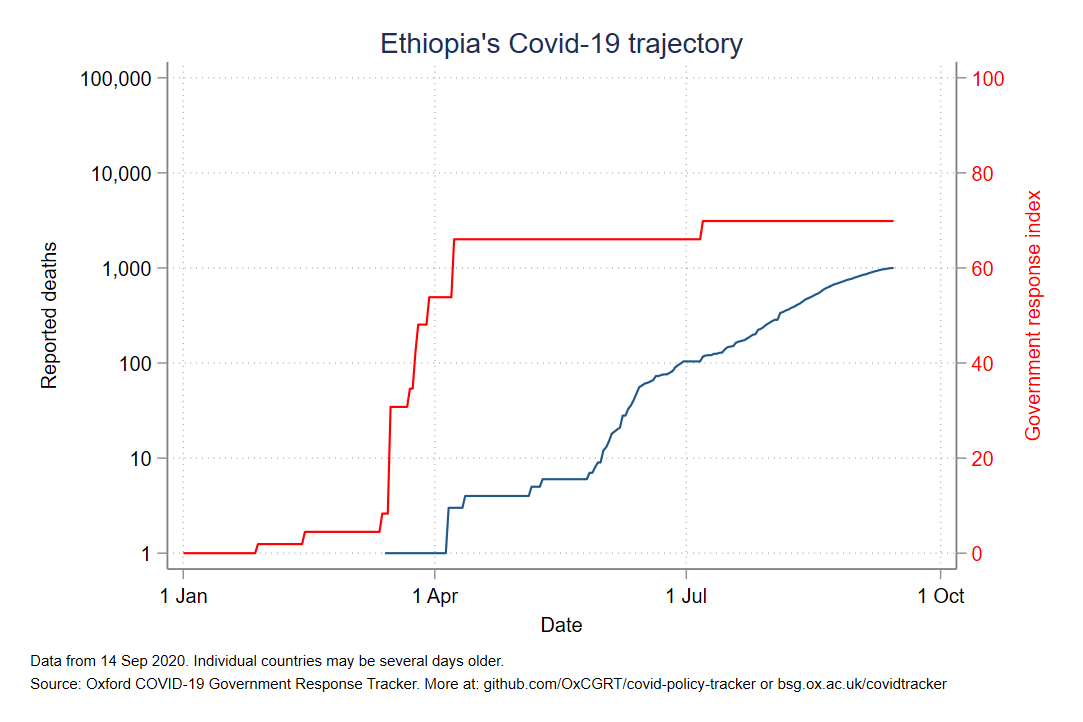 Ethiopia's Covid-19 trajectory
100,000
10,000
1,000
100
10
1
Reported deaths
100
80
60
40
20
0
Government response index
1 Jan
1 Apr
1 Jul
1 Oct
Date
Data from 14 Sep 2020. Individual countries may be several days older.
Source: Oxford COVID-19 Government Response Tracker. More at: github.com/OxCGRT/covid-policy-tracker or bsg.ox.ac.uk/covidtracker